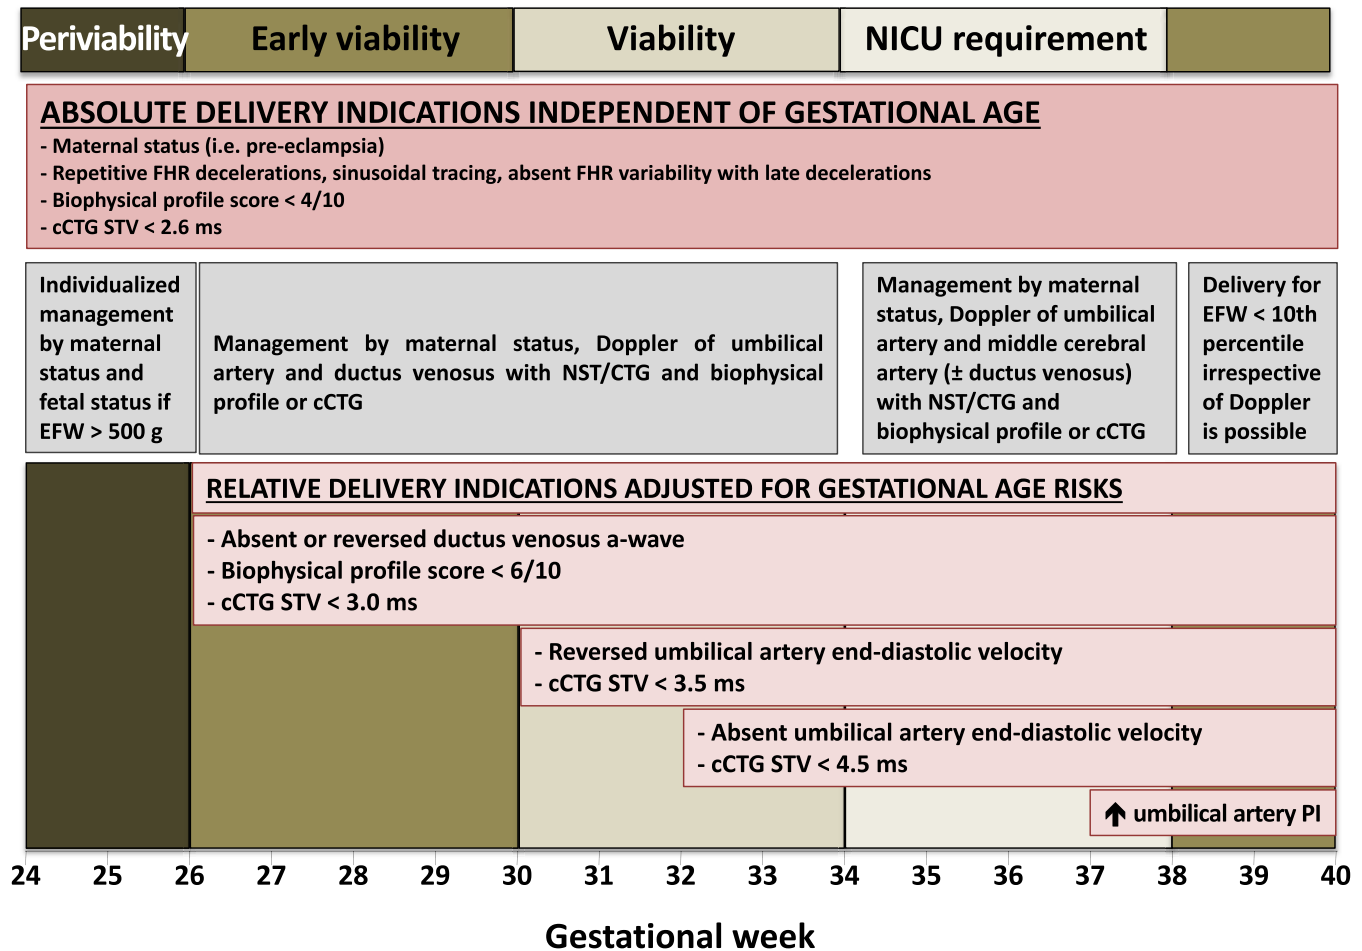 Periviability
Early viability
Viability
NICU requirement
ABSOLUTE DELIVERY INDICATIONS INDEPENDENT OF GESTATIONAL AGE
- Maternal status (i.e. pre-eclampsia)
- Repetitive FHR decelerations, sinusoidal tracing, absent FHR variability with late decelerations
- Biophysical profile score < 4/10
- cCTG STV < 2.6 ms
Individualized
management
by maternal
status and
fetal status if
EFW > 500 g
Management by maternal status, Doppler of umbilical
artery and ductus venosus with NST/CTG and biophysical
profile or cCTG
Management by maternal
status, Doppler of umbilical
artery and middle cerebral
artery (± ductus venosus)
with NST/CTG and
biophysical profile or cCTG
Delivery for
EFW < 10th
percentile
irrespective
of Doppler
is possible
RELATIVE DELIVERY INDICATIONS ADJUSTED FOR GESTATIONAL AGE RISKS
- Absent or reversed ductus venosus a-wave
- Biophysical profile score < 6/10
- cCTG STV < 3.0 ms
- Reversed umbilical artery end-diastolic velocity
- cCTG STV < 3.5 ms
- Absent umbilical artery end-diastolic velocity
- cCTG STV < 4.5 ms
↑ umbilical artery PI
24 25 26 27 28 29 30 31 32 33 34 35 36 37 38 39 40
Gestational week